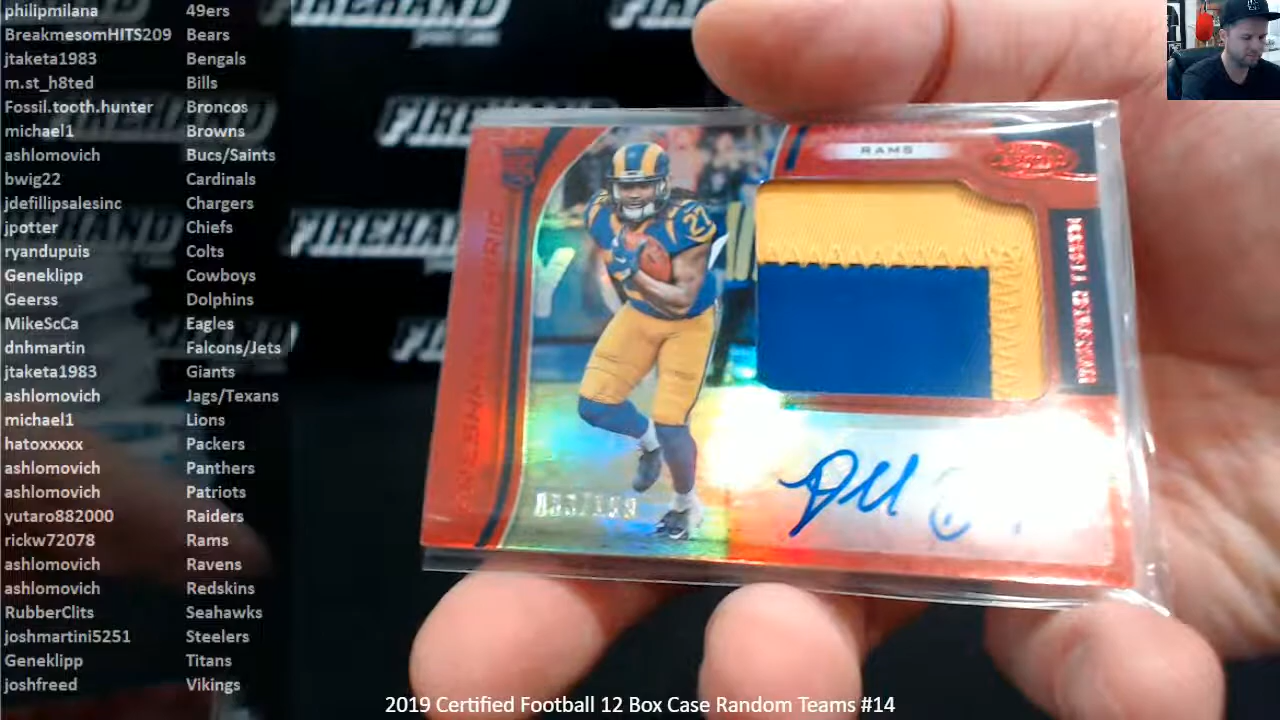 philipmilana 49ers
BreakmesomHITS209 Bears
jtaketa1983 Bengals
m.st_h8ted Bills
Fossil.tooth.hunter Broncos
michael1 Browns
ashlomovich Bucs/Saints
bwig22 Cardinals
jdefillipsalesinc Chargers
jpotter Chiefs
ryandupuis Colts
Geneklipp Cowboys
Geerss Dolphins
MikeScCa Eagles
dnhmartin Falcons/Jets
jtaketa1983 Giants
ashlomovich Jags/Texans
michael1 Lions
hatoxxxxx Packers
ashlomovich Panthers
ashlomovich Patriots
yutaro882000 Raiders
rickw72078 Rams
ashlomovich Ravens
ashlomovich Redskins
RubberClits Seahawks
joshmartini5251 Steelers
Geneklipp Titans
joshfreed Vikings
FIREHAND
FIREHAND
RAMS
27
2019 Certified Football 12 Box Case Random Teams #14